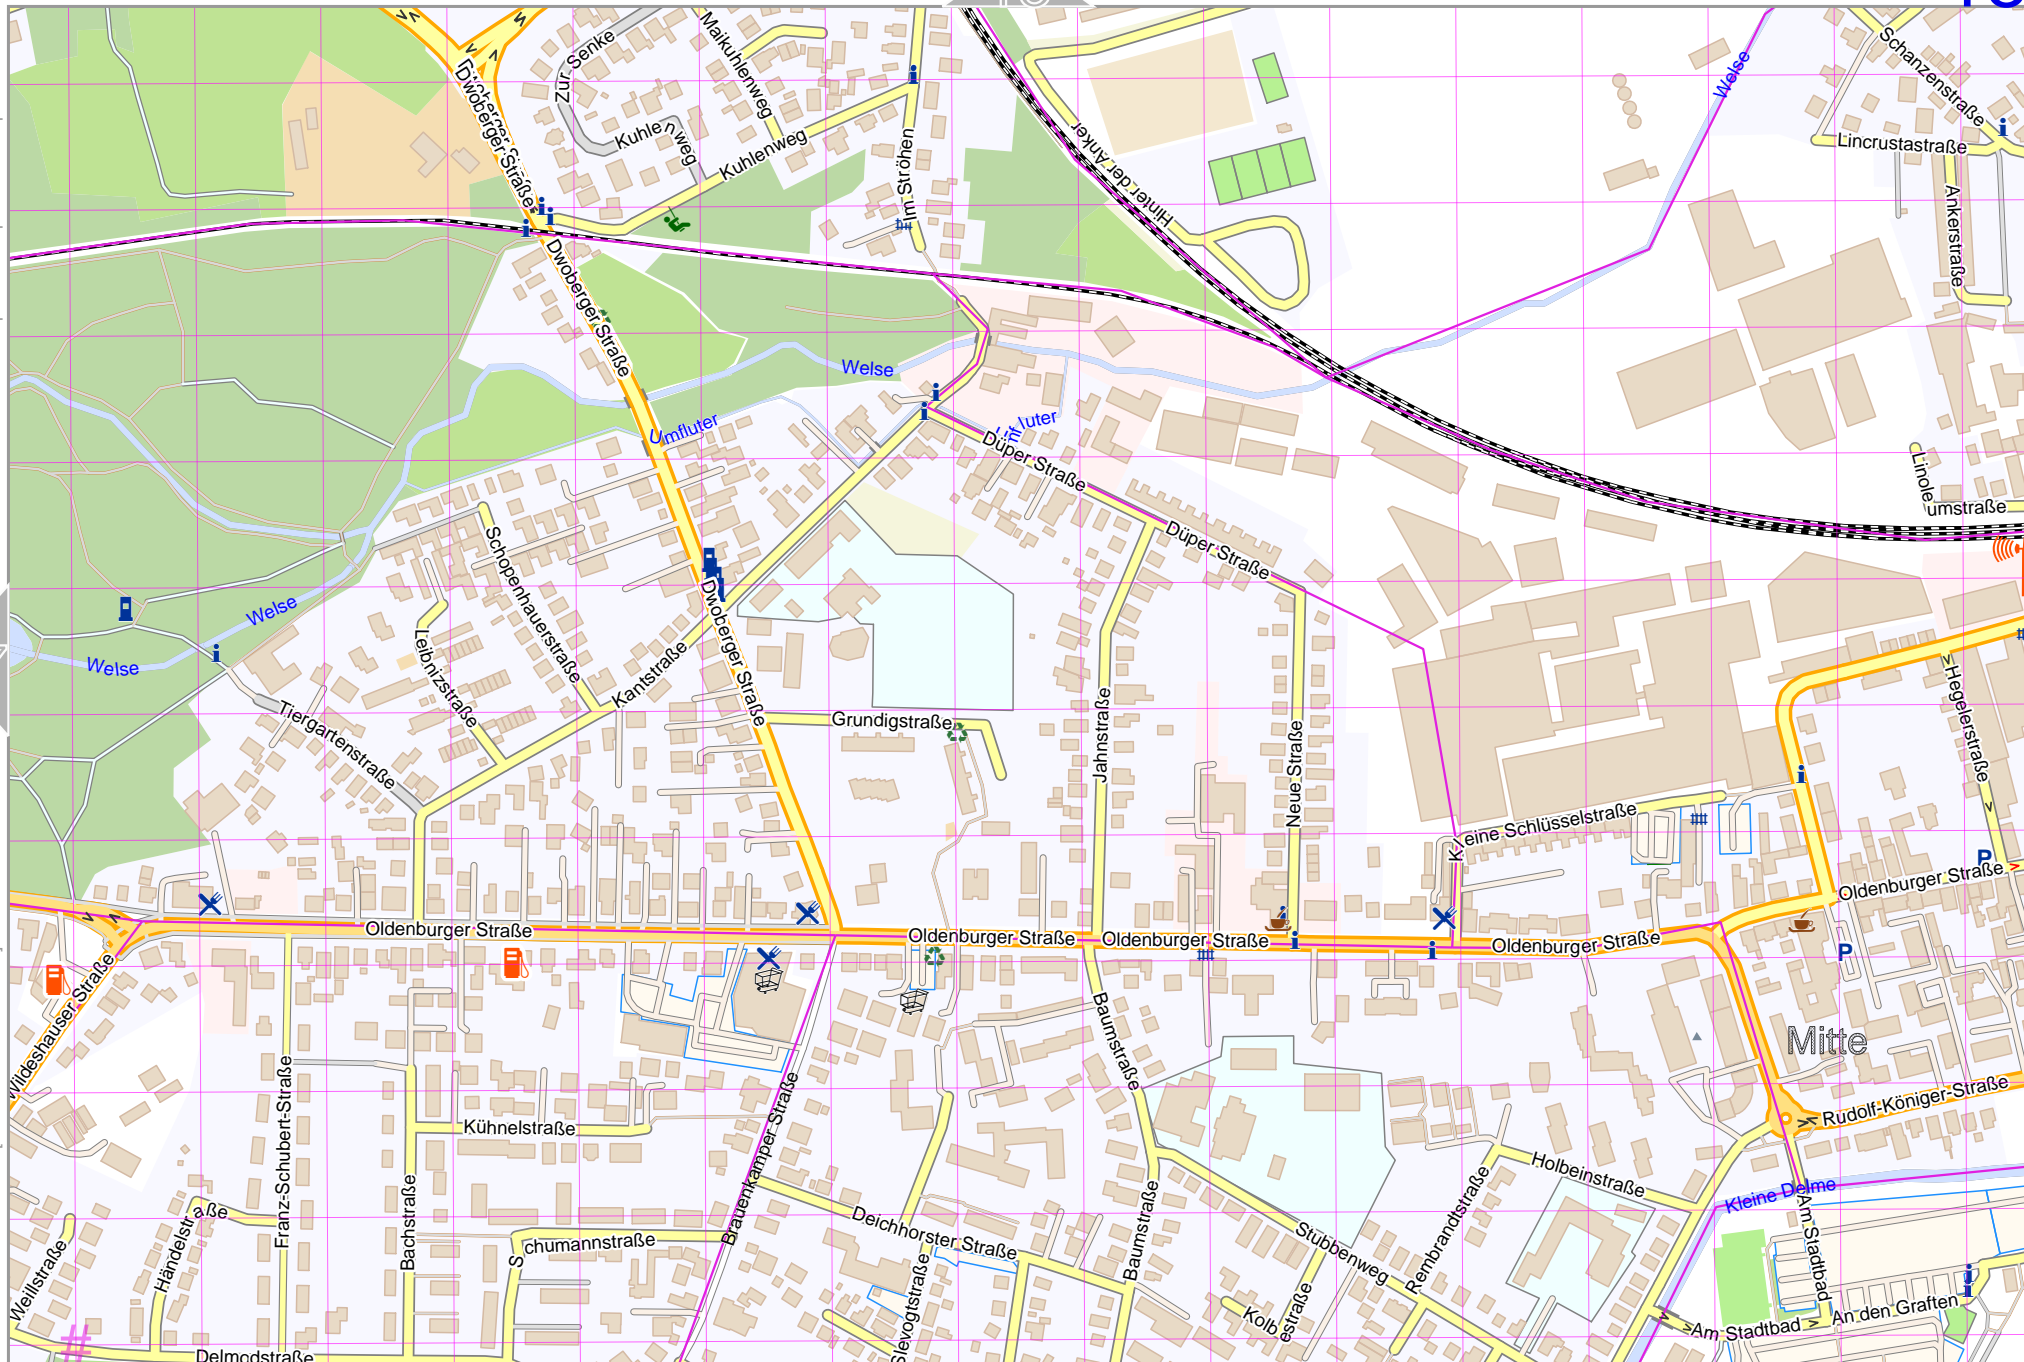 Zur Senke
Maikuhlenweg
Schanzenstraße
Welse
Dwoberger Straße
Dwoberger Straße
Kuhlenweg
Kuhlenweg
Im Ströhen
Hinter der Anker
Lincrustastraße
Ankerstraße
Dwoberger Straße
Welse
Umfluter
Umfluter
Düper Straße
Düper Straße
Linoleumstraße
Schopenhauerstraße
Leibnizstraße
Dwoberger Straße
Welse
Welse
Kantstraße
Tiergartenstraße
Grundigstraße
Jahnstraße
Neue Straße
Hegelerstraße
Kleine Schlüsselstraße
P
Oldenburger Straße
Oldenburger Straße
Oldenburger Straße
Oldenburger Straße
Oldenburger Straße
P
Wildeshauser Straße
Baumstraße
Mitte
Franz-Schubert-Straße
Kühnelstraße
Brauenkamper Straße
Rudolf-Königer-Straße
Holbeinstraße
Kleine Delme
Händelstraße
Bachstraße
Schumannstraße
Deichhorster Straße
Baumstraße
Stubbenweg
Rembrandtstraße
Am Stadtbad
Weillstraße
Slevogtstraße
Kolbestraße
An den Graften
Am Stadtbad
#